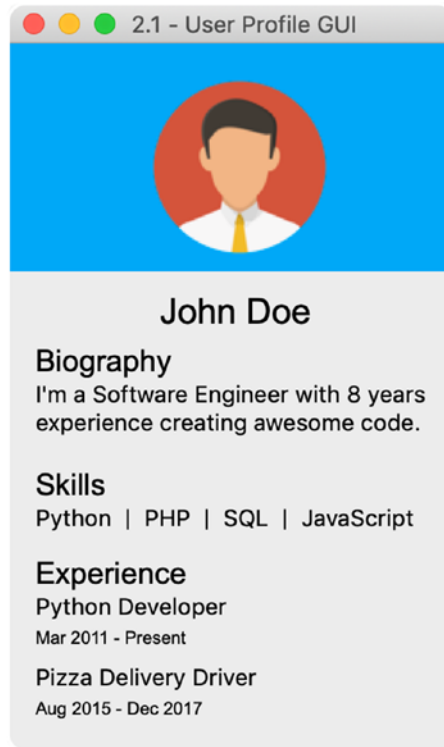 2.1 - User Profile GUI
John Doe
Biography
I'm a Software Engineer with 8 years
experience creating awesome code.
Skills
Python | PHP | SQL | JavaScript
Experience
Python Developer
Mar 2011 - Present
Pizza Delivery Driver
Aug 2015 - Dec 2017